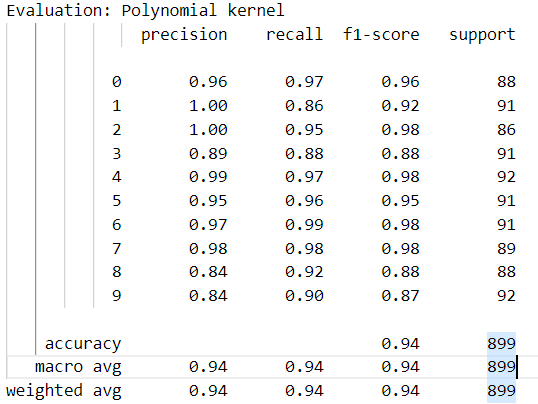 Evaluation: Polynomial kernel
precision recall f1-score support
0 0.96 0.97 0.96 88
1 1.00 0.86 0.92 91
2 1.00 0.95 0.98 86
3 0.89 0.88 0.88 91
4 0.99 0.97 0.98 92
5 0.95 0.96 0.95 91
6 0.97 0.99 0.98 91
7 0.98 0.98 0.98 89
8 0.84 0.92 0.88 88
9 0.84 0.90 0.87 92
accuracy 0.94 899
macro avg 0.94 0.94 0.94 899
weighted avg 0.94 0.94 0.94 899